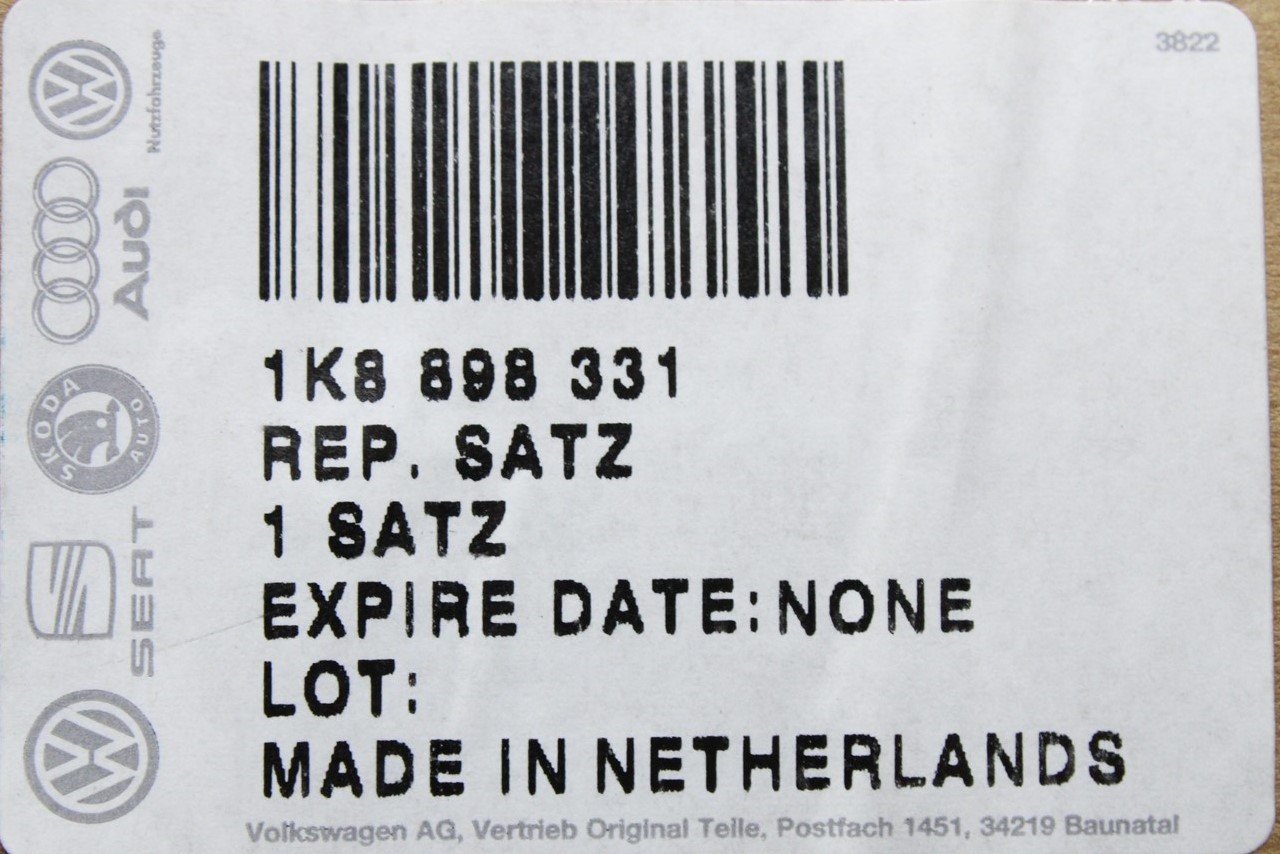 3822
Nutzfahrzeuge
Audi
SKODA
AUTO
SEAT
1K8 898 331
REP. SATZ
1 SATZ
EXPIRE DATE:NONE
LOT:
MADE IN NETHERLANDS
Volkswagen AG, Vertrieb Original Teile, Postfach 1451, 34219 Baunatal